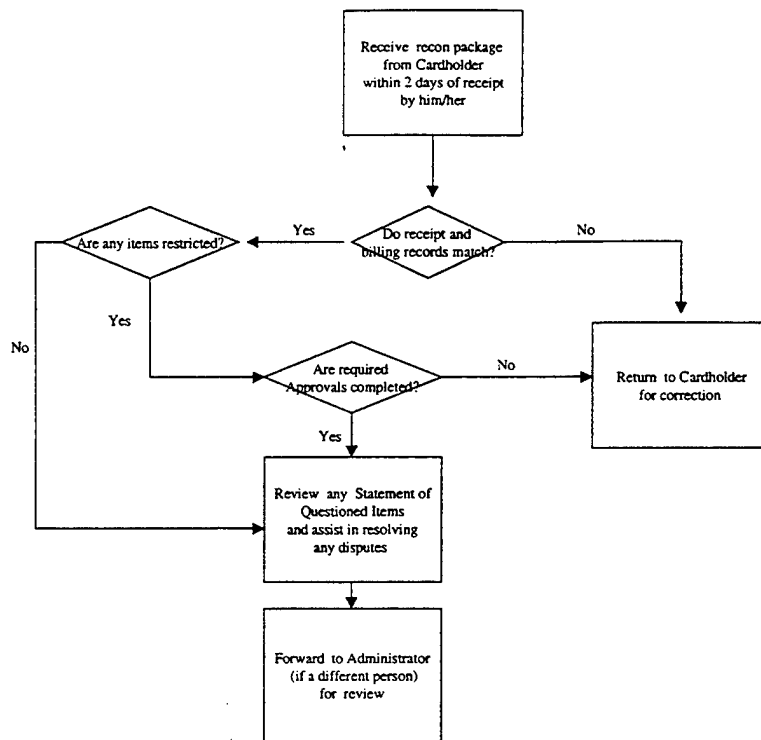 Receive recon package
from Cardholder
within 2 days of receipt
by him/her
Yes
Do receipt and
billing records match?
No
Are any items restricted?
Yes
No
Are required
Approvals completed?
No
Return to Cardholder
for correction
Yes
Review any Statement of
Questioned Items
and assist in resolving
any disputes
Forward to Administrator
(if a different person)
for review